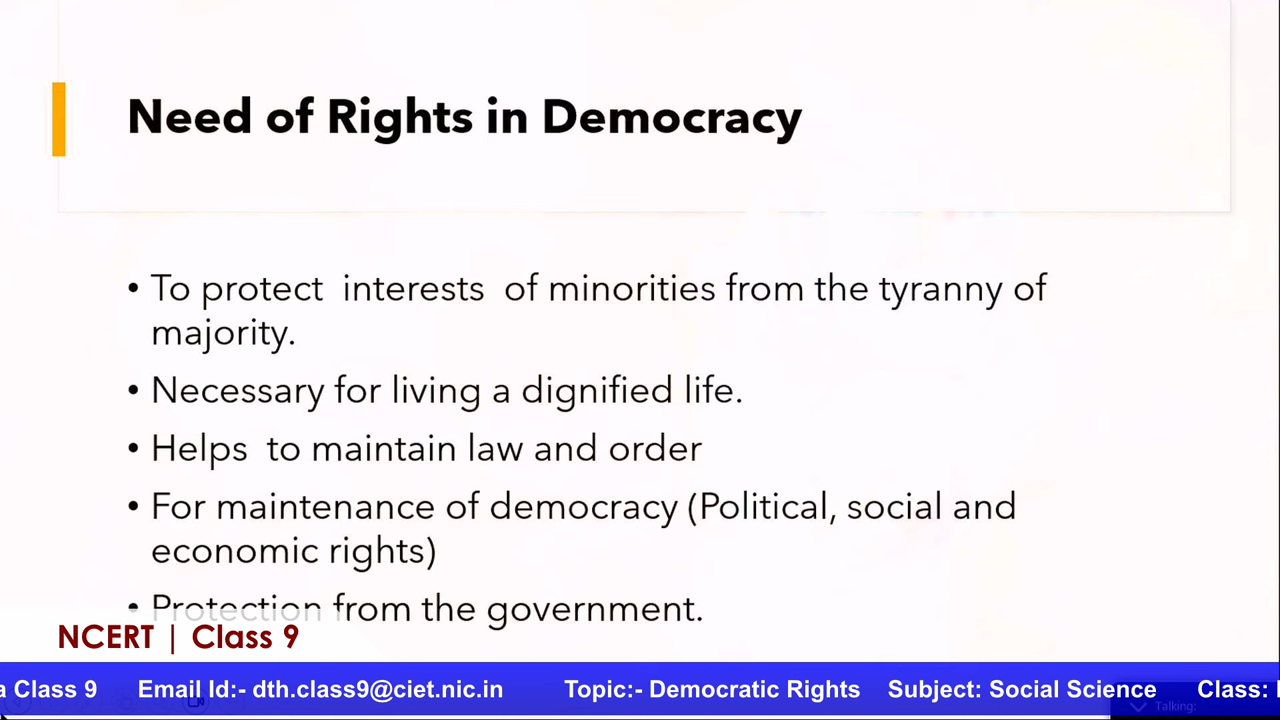 Need of Rights in Democracy
• To protect interests of minorities from the tyranny of
majority.
• Necessary for living a dignified life.
• Helps to maintain law and order
• For maintenance of democracy (Political, social and
economic rights)
• Protection from the government.
NCERT | Class 9
a Class 9 Email Id:- dth.class9@ciet.nic.in Topic:- Democratic Rights Subject: Social Science Class:
Talking: